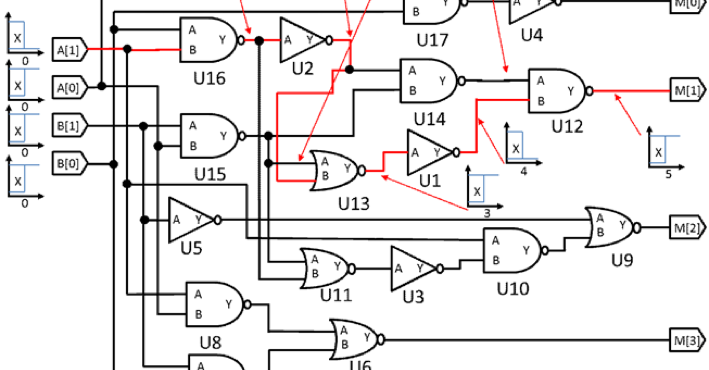 M[0]
U17
U4
X
0
A[1]
A
B
Y
U16
A
Y
U2
X
0
A[0]
A
B
Y
U14
A
B
Y
U12
M[1]
X
0
B[1]
A
B
Y
U15
A
B
Y
U13
A
Y
U1
X
4
X
5
X
0
B[0]
X
3
A
Y
U5
A
B
Y
U9
M[2]
A
B
Y
U11
A
Y
U3
A
B
Y
U10
A
B
Y
U8
A
B
Y
U6
M[3]
A